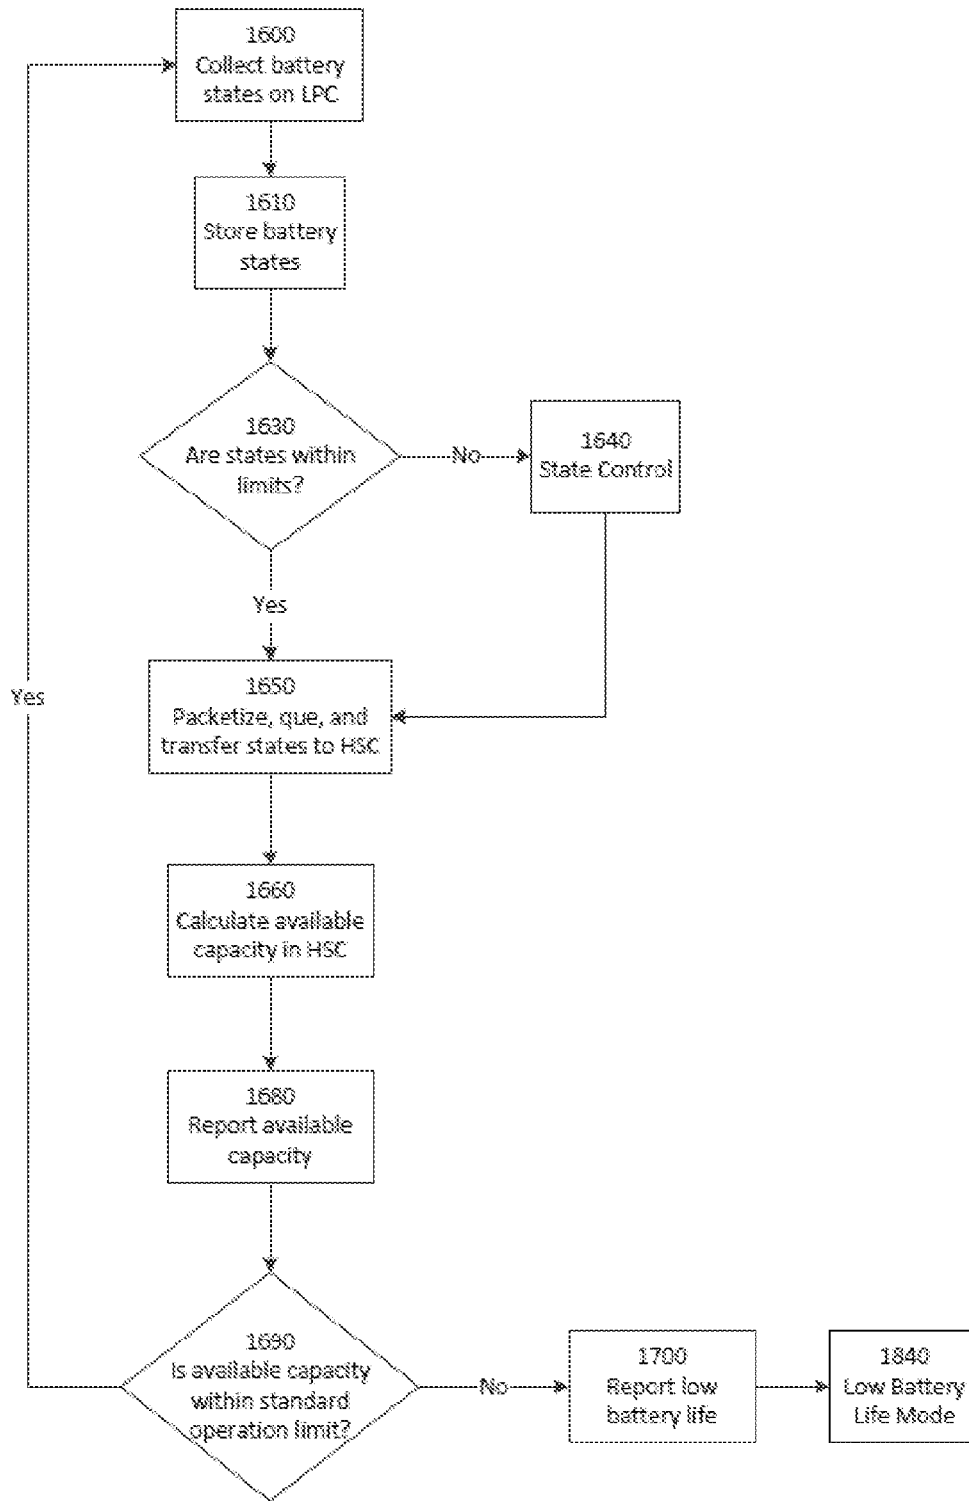 1600
Collect battery
states on LPC
1610
Store battery
states
1630
Are states within
limits?
No
1640
State Control
Yes
1650
Packetize, que, and
transfer states to HSC
Yes
1660
Calculate available
capacity in HSC
1680
Report available
capacity
1690
Is available capacity
within standard
operation limit?
No
1700
Report low
battery life
1840
Low Battery
Life Mode